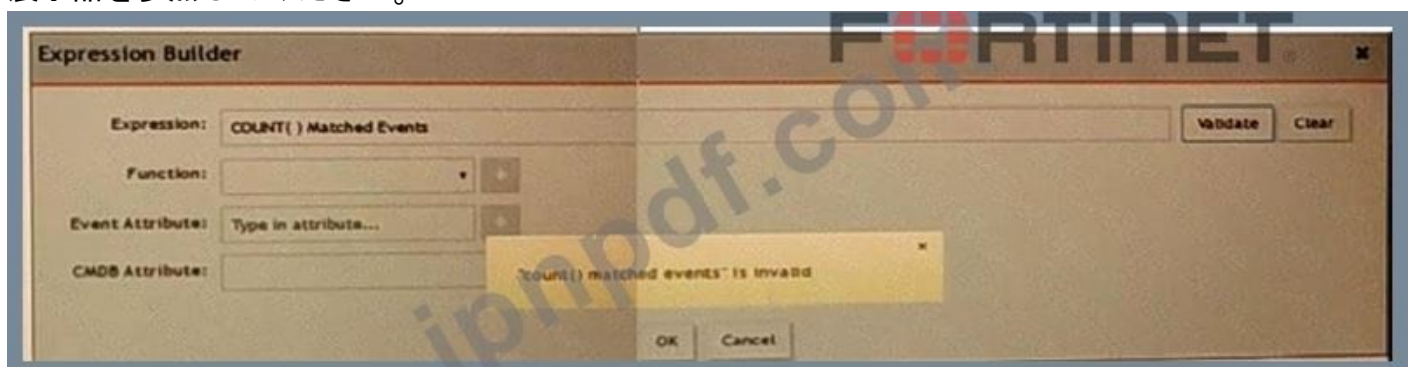 FORTINET
Expression Builder
Expression: COUNT( ) Matched Events Validate Clear
Function:
Event Attribute: Type in attribute...
CMDB Attribute:
"count() matched events" is invalid
OK Cancel
jpnpdf.com